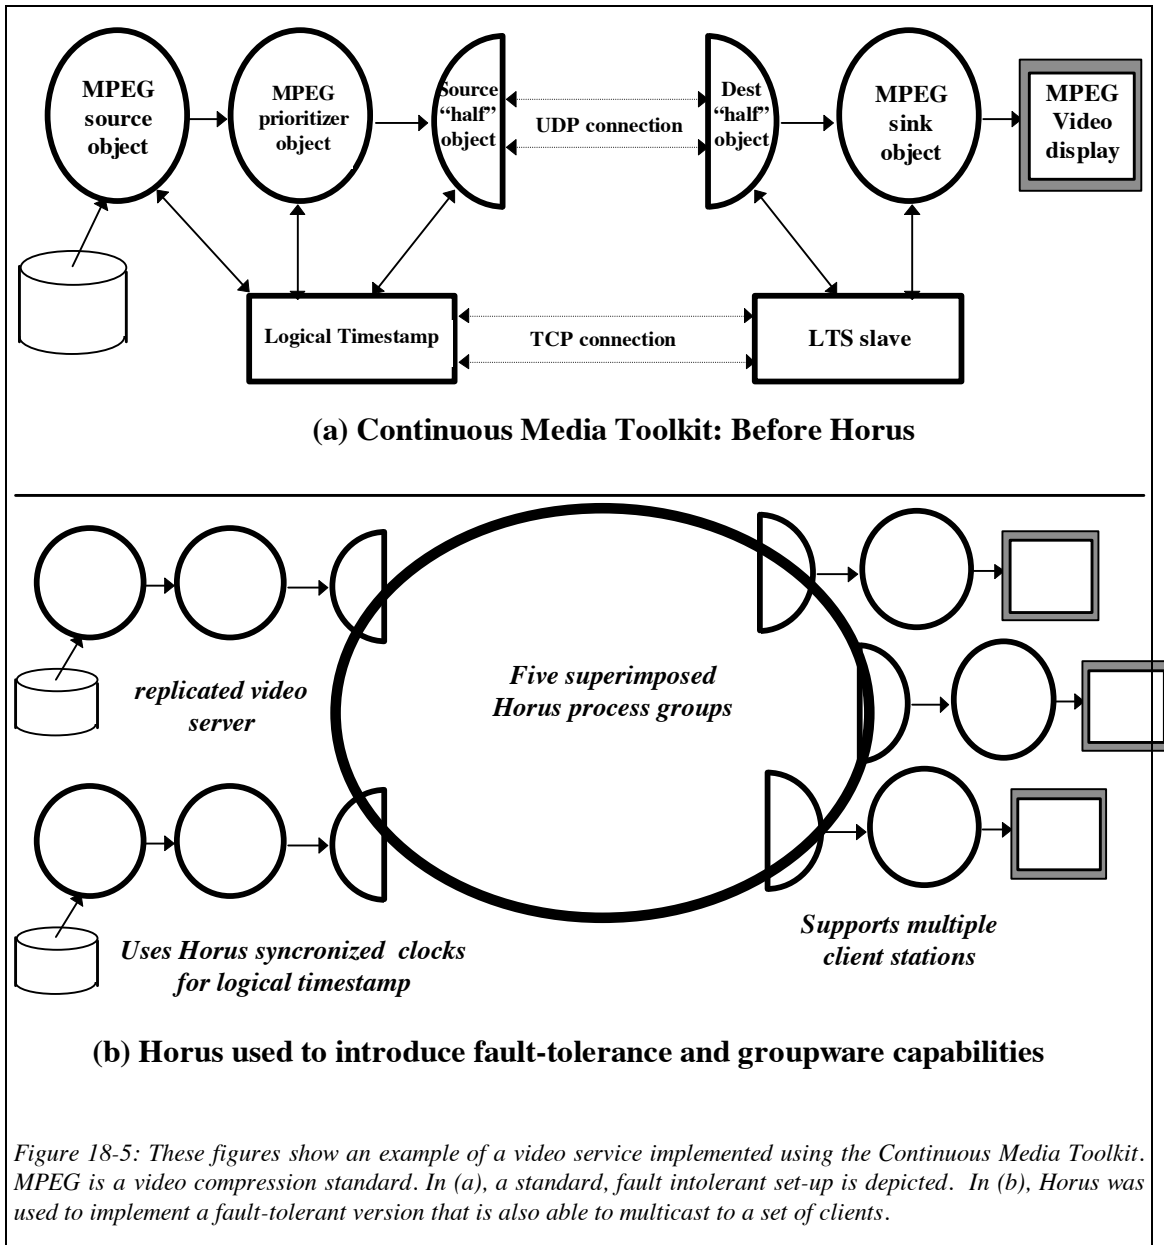 MPEG
source
object
MPEG
prioritizer
object
Source
“half”
object
UDP connection
Dest
“half”
object
MPEG
sink
object
MPEG
Video
display
Logical Timestamp
TCP connection
LTS slave
(a) Continuous Media Toolkit: Before Horus
replicated video
server
Five superimposed
Horus process groups
Uses Horus syncronized clocks
for logical timestamp
Supports multiple
client stations
(b) Horus used to introduce fault-tolerance and groupware capabilities
Figure 18-5: These figures show an example of a video service implemented using the Continuous Media Toolkit.
MPEG is a video compression standard. In (a), a standard, fault intolerant set-up is depicted. In (b), Horus was
used to implement a fault-tolerant version that is also able to multicast to a set of clients.